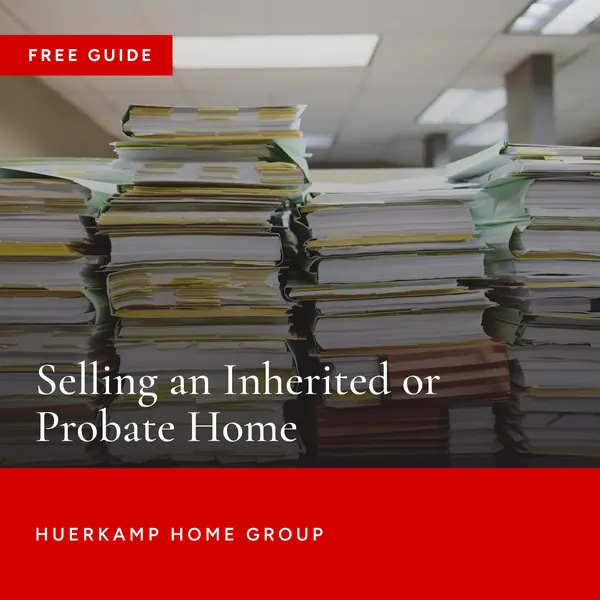 FREE GUIDE
Selling an Inherited or
Probate Home
HUERKAMP HOME GROUP